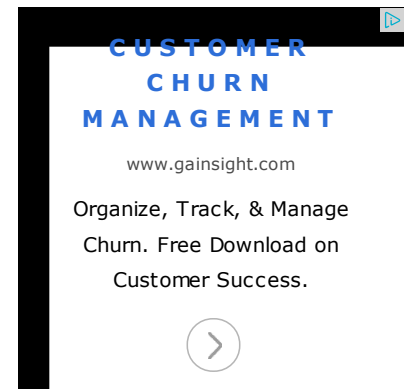 CUSTOMER
CHURN
MANAGEMENT
www.gainsight.com
Organize, Track, & Manage
Churn. Free Download on
Customer Success.